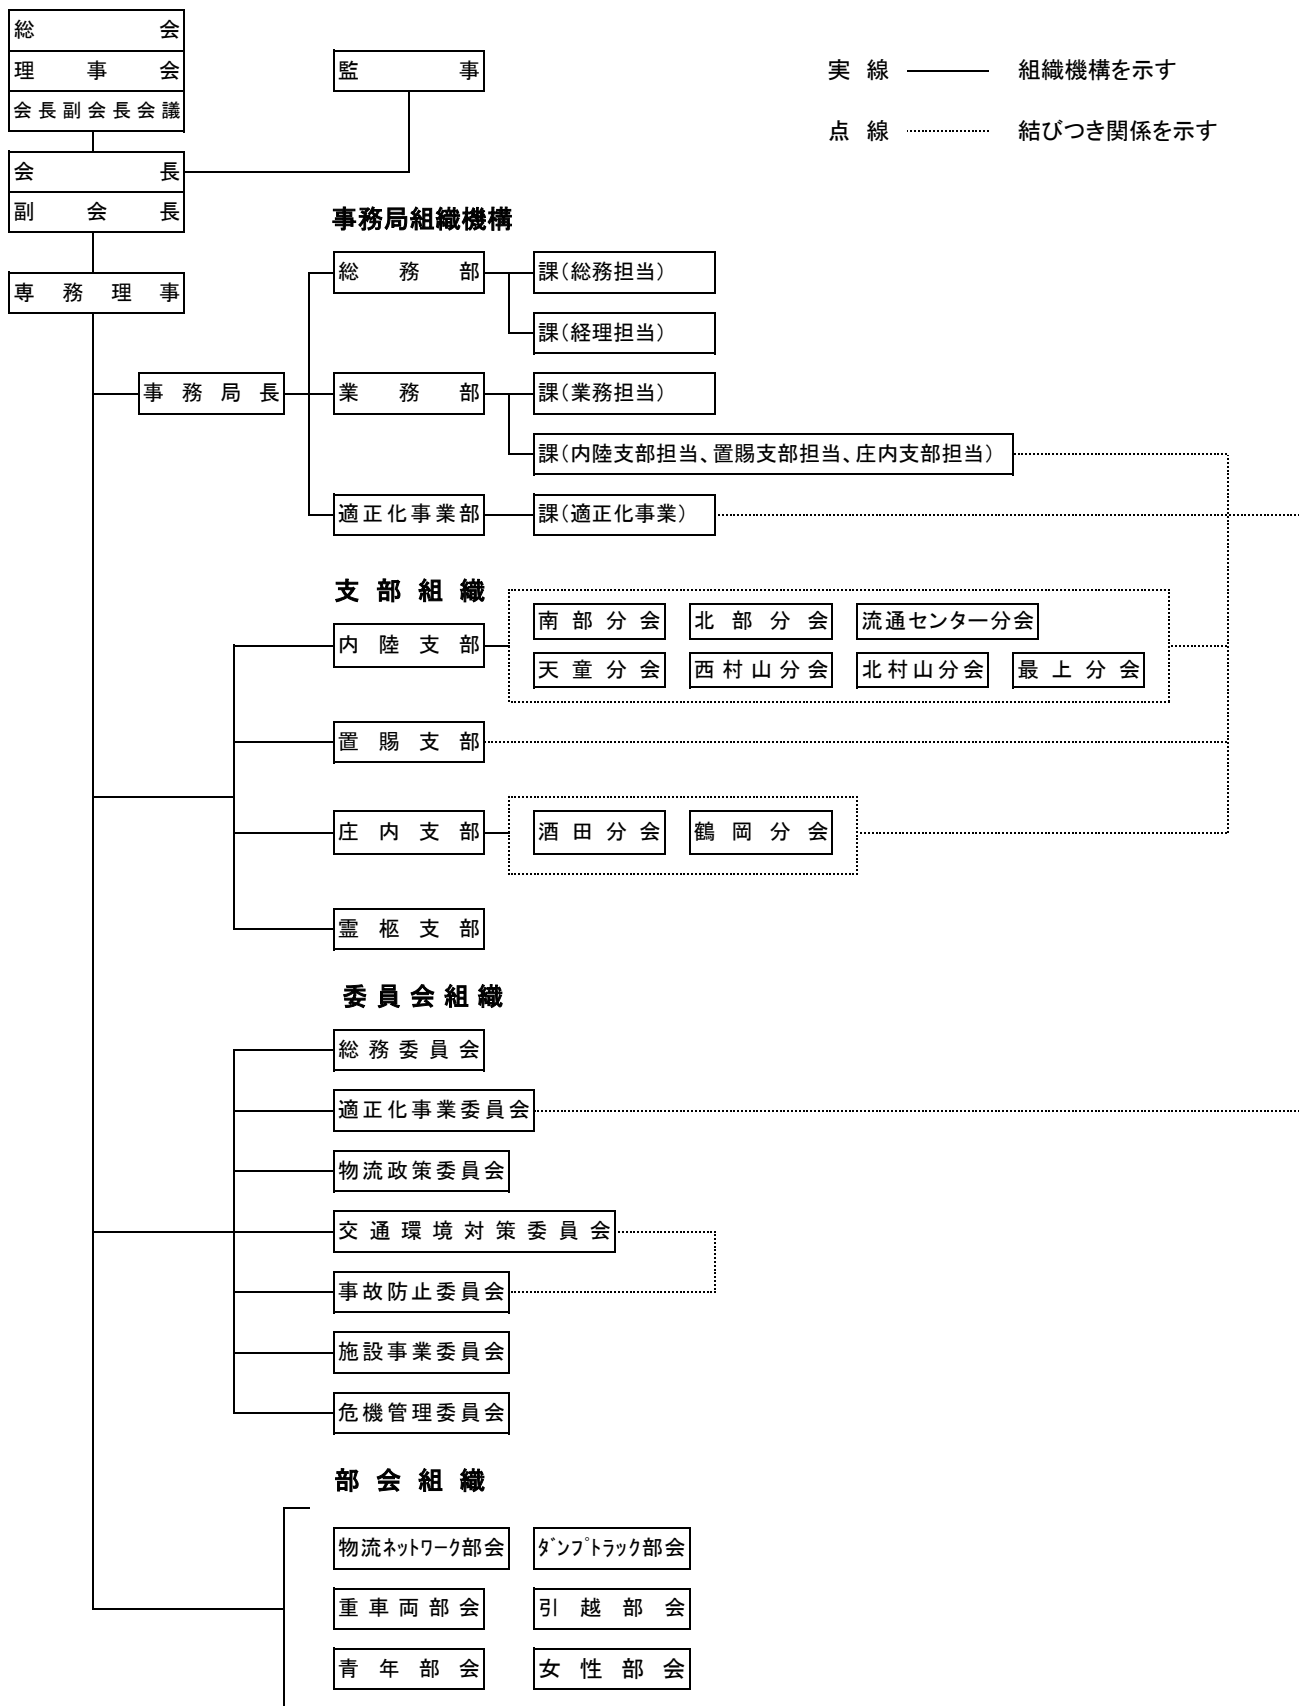 総会
理事会
監事
会長副会長会議
実線 組織機構を示す
点線 結びつき関係を示す
会長
副会長
事務局組織機構
総務部 課(総務担当)
専務理事
課(経理担当)
事務局長 業務部 課(業務担当)
課(内陸支部担当、置賜支部担当、庄内支部担当)
適正化事業部 課(適正化事業)
支部組織
南部分会 北部分会 流通センター分会
内陸支部
天童分会 西村山分会 北村山分会 最上分会
置賜支部
庄内支部 酒田分会 鶴岡分会
霊柩支部
委員会組織
総務委員会
適正化事業委員会
物流政策委員会
交通環境対策委員会
事故防止委員会
施設事業委員会
危機管理委員会
部会組織
物流ネットワーク部会 ダンプトラック部会
重車両部会 引越部会
青年部会 女性部会